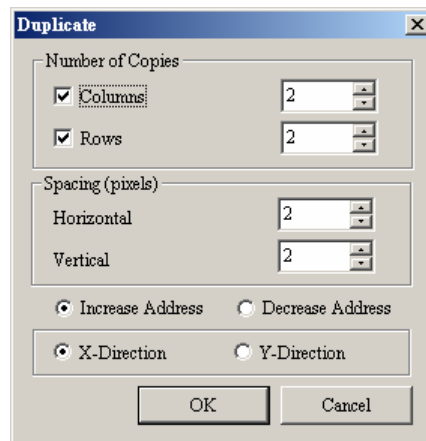 Duplicate
Number of Copies
Columns 2
Rows 2
Spacing (pixels)
Horizontal 2
Vertical 2
Increase Address Decrease Address
X-Direction Y-Direction
OK Cancel